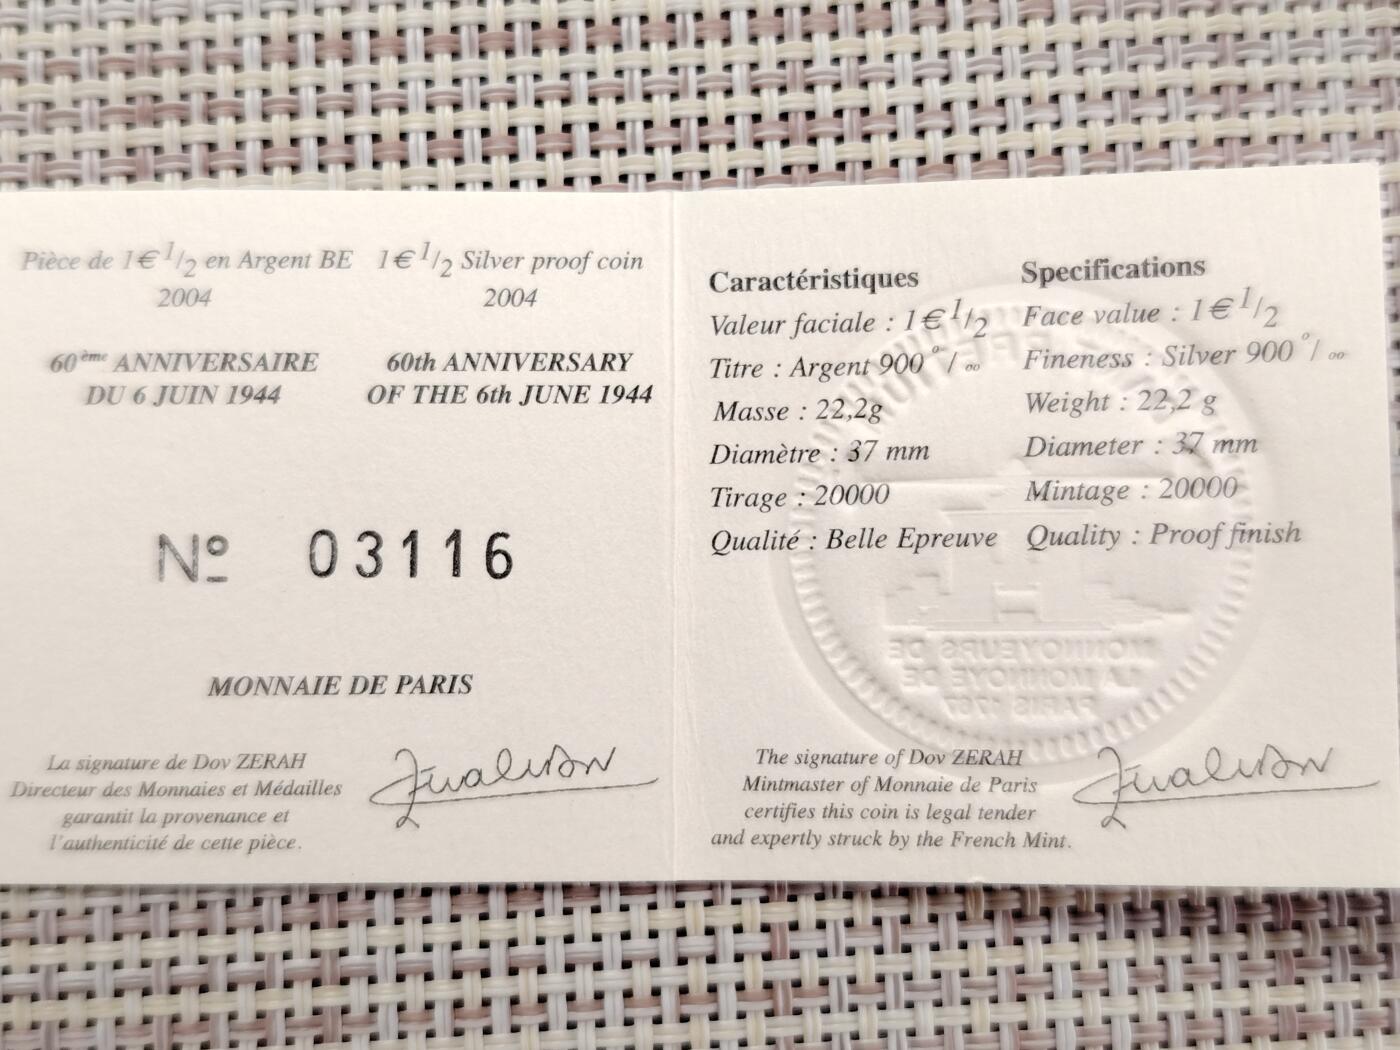 Pièce de 1€ 1/2 en Argent BE
2004
60ème ANNIVERSAIRE
DU 6 JUIN 1944
1€ 1/2 Silver proof coin
2004
60th ANNIVERSARY
OF THE 6th JUNE 1944
Nº 03116
MONNAIE DE PARIS
La signature de Dov ZERAH
Directeur des Monnaies et Médailles
garantit la provenance et
l'authenticité de cette pièce.
Caractéristiques
Valeur faciale : 1€ 1/2
Titre : Argent 900 °/ₒₒ
Masse : 22,2g
Diamètre : 37 mm
Tirage : 20000
Qualité : Belle Epreuve
Specifications
Face value : 1€ 1/2
Fineness : Silver 900 °/ₒₒ
Weight : 22,2 g
Diameter : 37 mm
Mintage : 20000
Quality : Proof finish
MONNOYEURS DE
LA MONNOYE DE
PARIS 1767
The signature of Dov ZERAH
Mintmaster of Monnaie de Paris
certifies this coin is legal tender
and expertly struck by the French Mint.